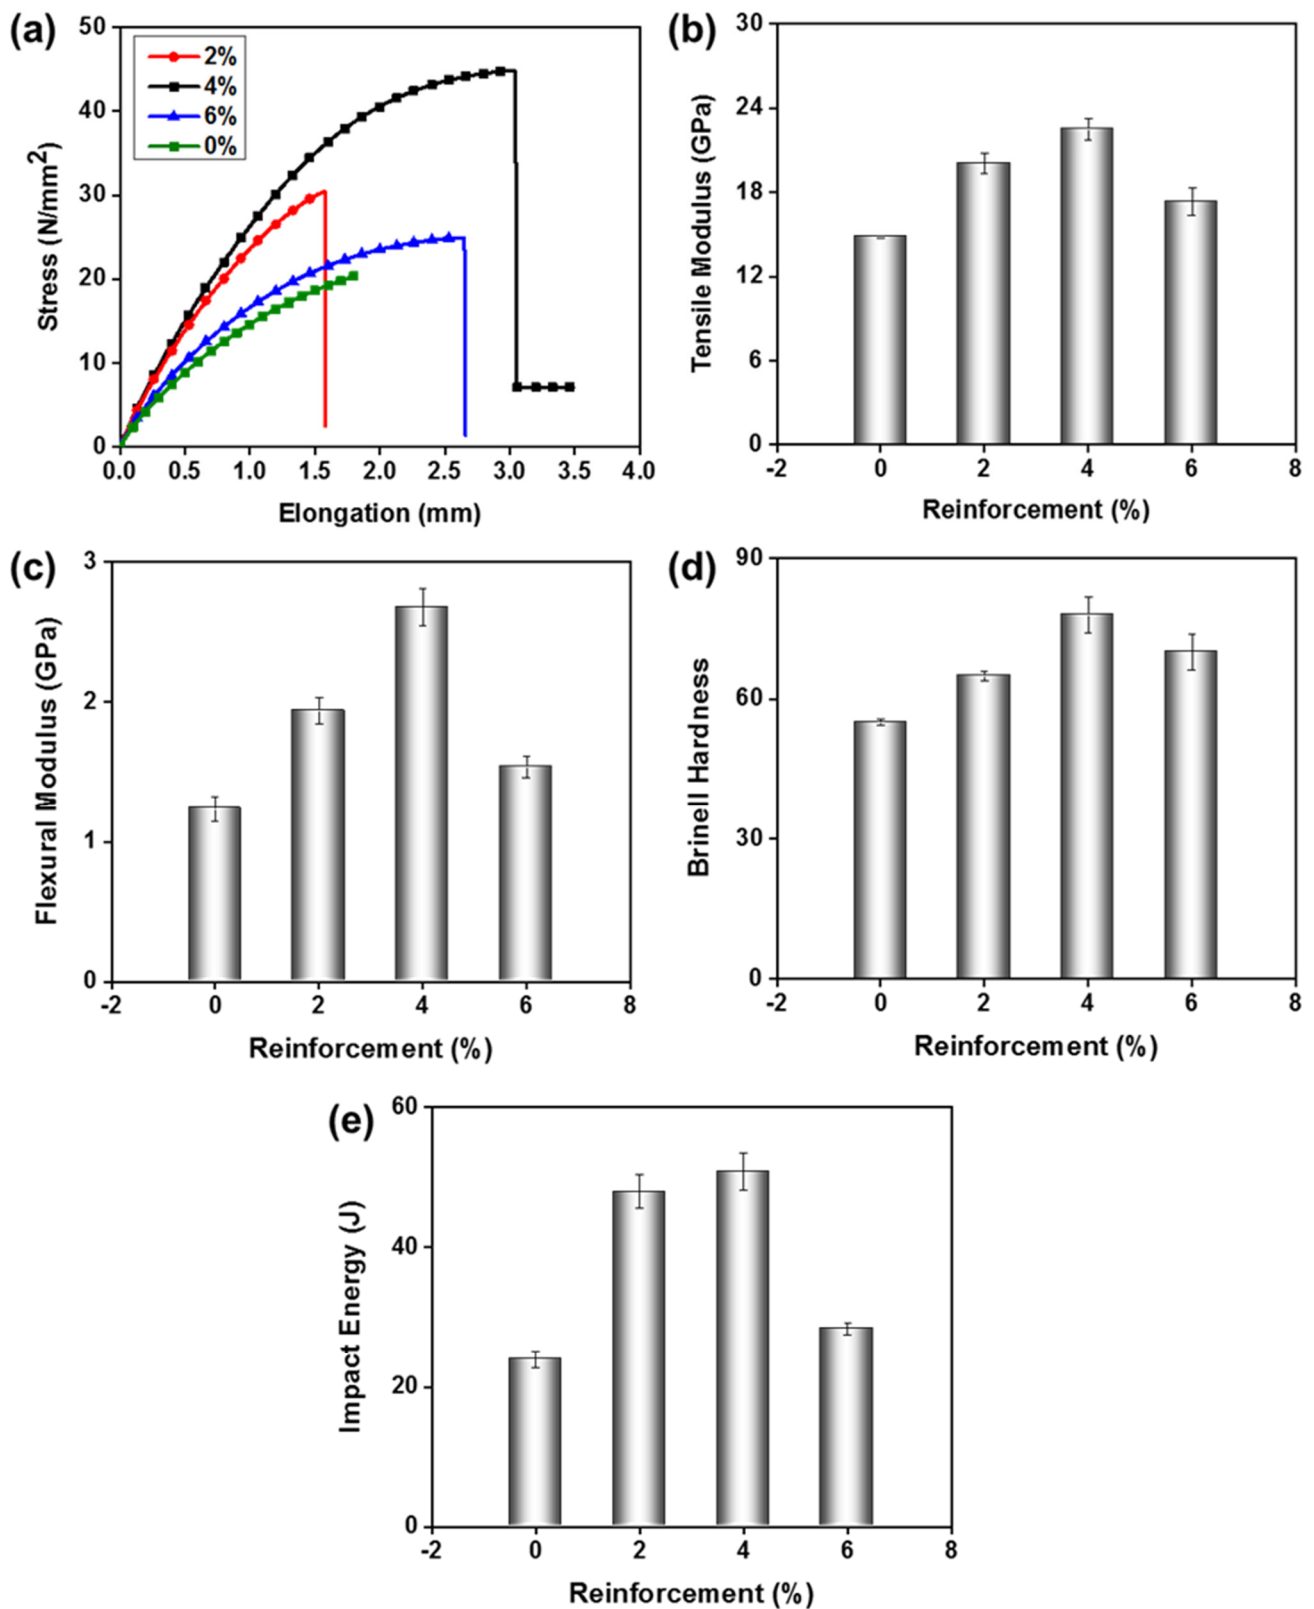 (a)
50
40
30
20
10
0
Stress (N/mm²)
2%
4%
6%
0%
0.0 0.5 1.0 1.5 2.0 2.5 3.0 3.5 4.0
Elongation (mm)
(b)
30
24
18
12
6
0
Tensile Modulus (GPa)
-2 0 2 4 6 8
Reinforcement (%)
(c)
3
2
1
0
Flexural Modulus (GPa)
-2 0 2 4 6 8
Reinforcement (%)
(d)
90
60
30
0
Brinell Hardness
-2 0 2 4 6 8
Reinforcement (%)
(e)
60
40
20
0
Impact Energy (J)
-2 0 2 4 6 8
Reinforcement (%)